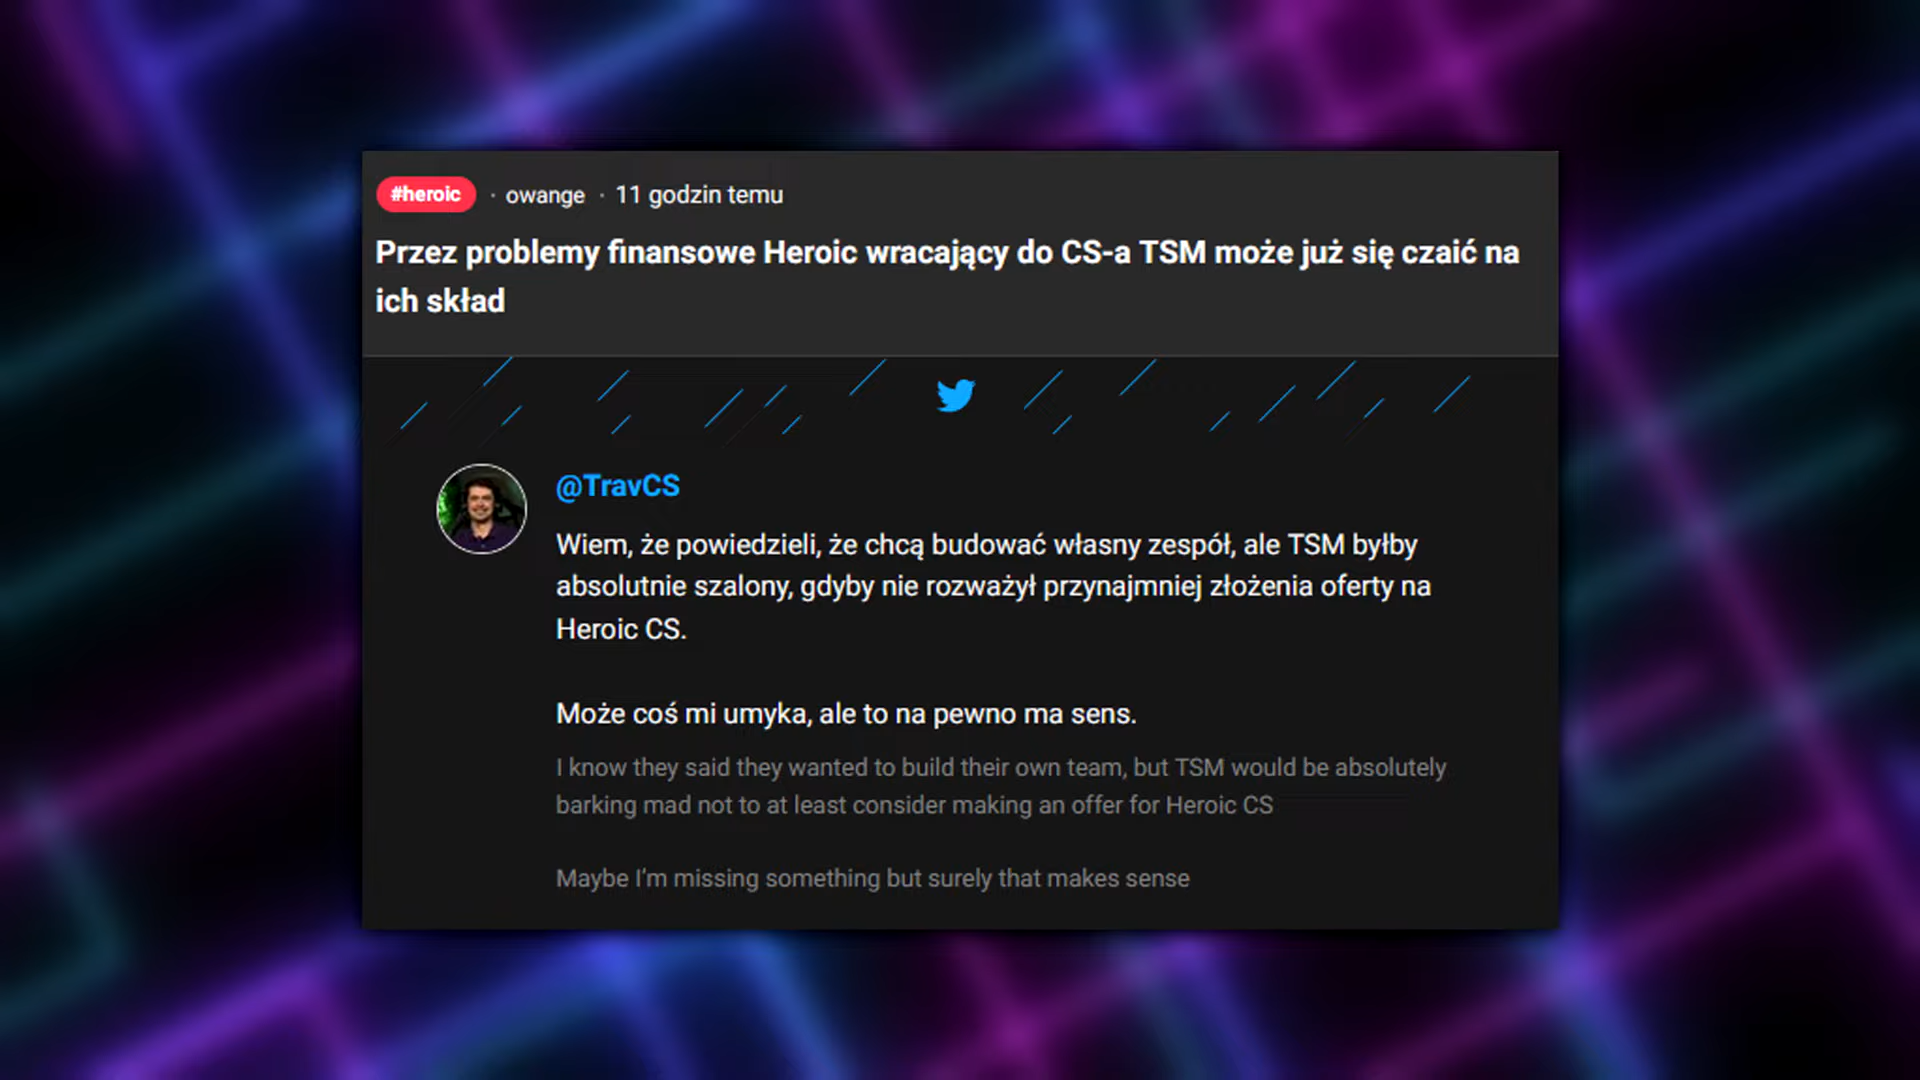 #heroic · owange · 11 godzin temu
Przez problemy finansowe Heroic wracający do CS-a TSM może już się czaić na
ich skład
@TravCS
Wiem, że powiedzieli, że chcą budować własny zespół, ale TSM byłby
absolutnie szalony, gdyby nie rozważył przynajmniej złożenia oferty na
Heroic CS.
Może coś mi umyka, ale to na pewno ma sens.
I know they said they wanted to build their own team, but TSM would be absolutely
barking mad not to at least consider making an offer for Heroic CS
Maybe I'm missing something but surely that makes sense